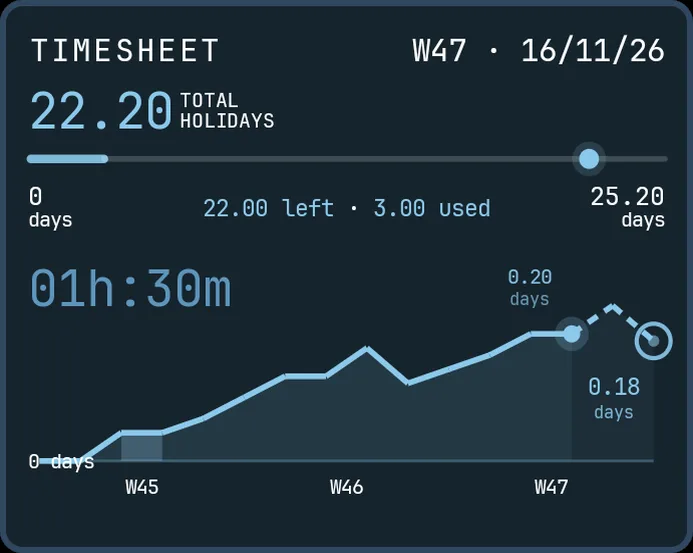 TIMESHEET
W47 · 16/11/26
22.20 TOTAL
HOLIDAYS
0
days
22.00 left · 3.00 used
25.20
days
01h:30m
0.20
days
0.18
days
0 days
W45
W46
W47